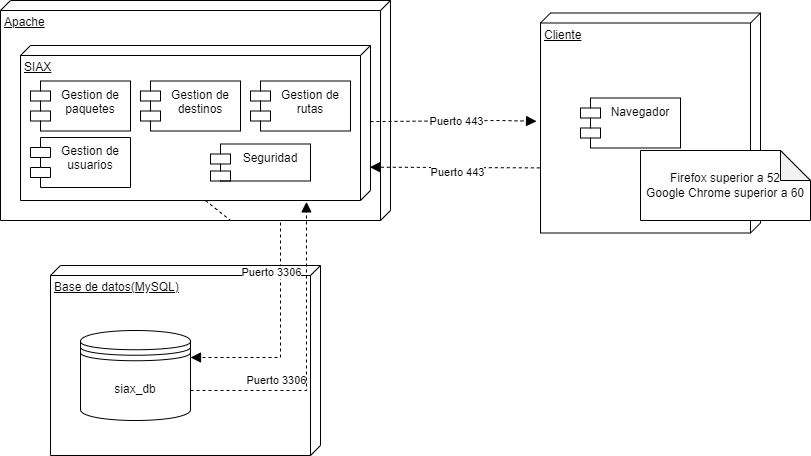 Apache
SIAX
Gestion de
paquetes
Gestion de
destinos
Gestion de
rutas
Gestion de
usuarios
Seguridad
Puerto 443
Puerto 443
Cliente
Navegador
Firefox superior a 52
Google Chrome superior a 60
Puerto 3306
Base de datos(MySQL)
siax_db
Puerto 3306